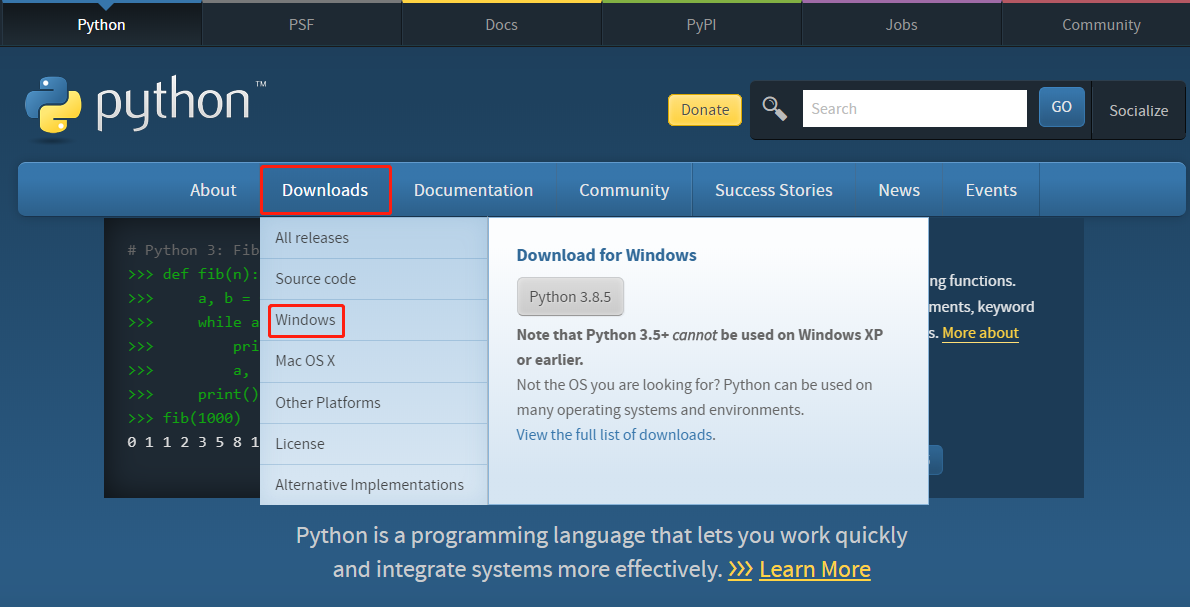 Python PSF Docs PyPI Jobs Community
python™
Donate Search GO Socialize
About Downloads Documentation Community Success Stories News Events
All releases
Source code
Windows
Mac OS X
Other Platforms
License
Alternative Implementations
Download for Windows
Python 3.8.5
Note that Python 3.5+ cannot be used on Windows XP
or earlier.
Not the OS you are looking for? Python can be used on
many operating systems and environments.
View the full list of downloads.
# Python 3: Fib
>>> def fib(n):
>>> a, b =
>>> while a
>>> pri
>>> a,
>>> print()
>>> fib(1000)
0 1 1 2 3 5 8 1
ng functions.
ments, keyword
s. More about
Python is a programming language that lets you work quickly
and integrate systems more effectively. >>> Learn More